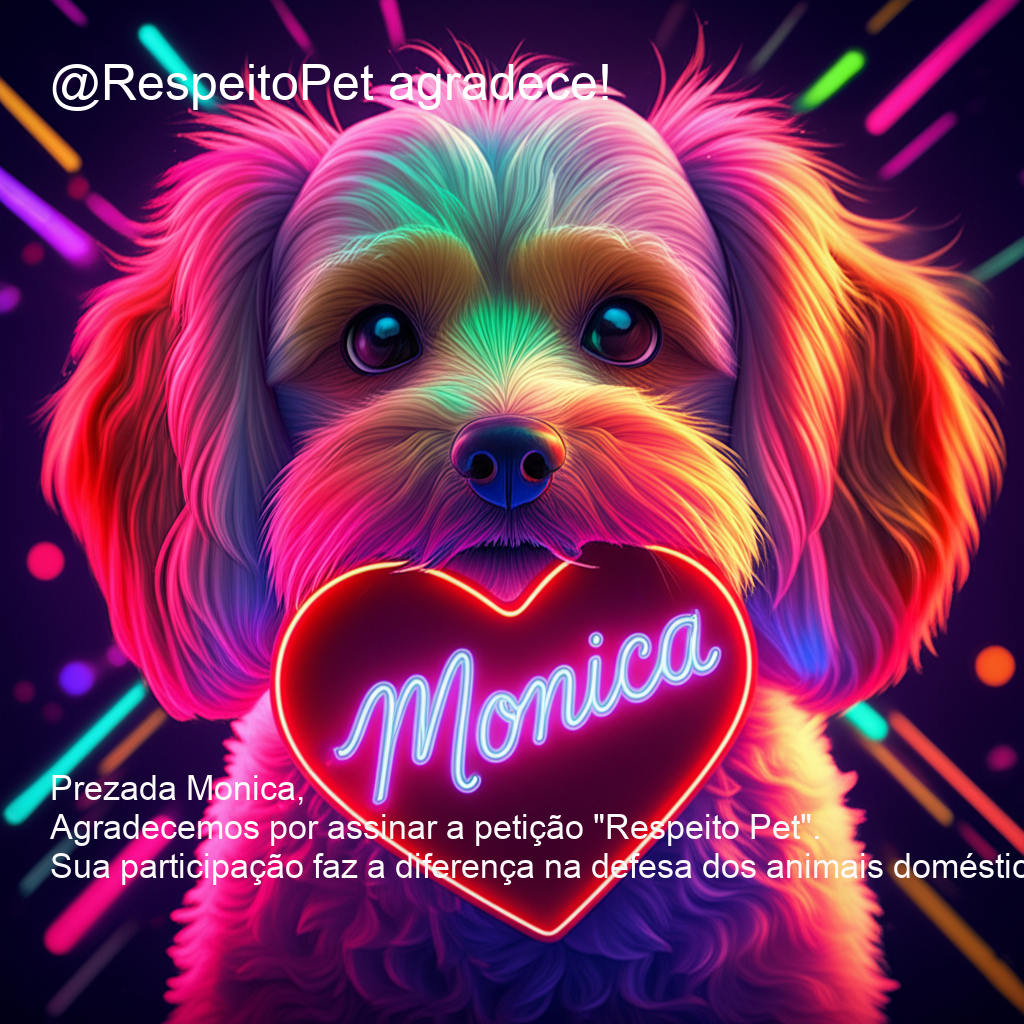 @RespeitoPet agradece!
Monica
Prezada Monica,
Agradecemos por assinar a petição "Respeito Pet".
Sua participação faz a diferença na defesa dos animais doméstic